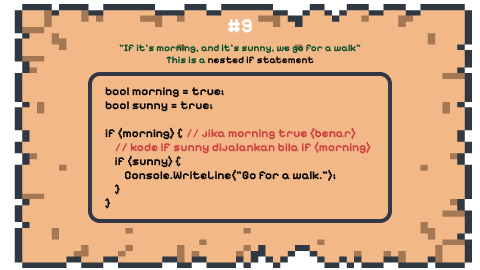 #9
"If it's morning, and it's sunny, we go for a walk"
This is a nested if statement
bool morning = true;
bool sunny = true;
if (morning) { // Jika morning true (benar)
// kode if sunny dijalankan bila if (morning)
if (sunny) {
Console.WriteLine("Go for a walk.");
}
}